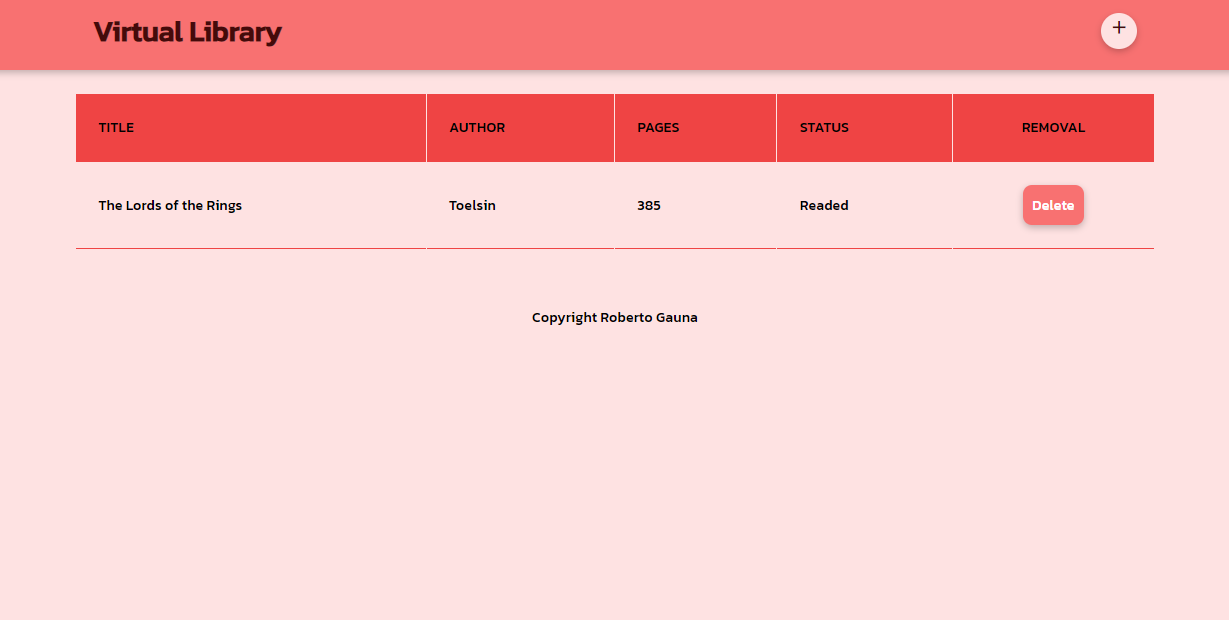 Virtual Library
+
TITLE AUTHOR PAGES STATUS REMOVAL
The Lords of the Rings Toelsin 385 Readed Delete
Copyright Roberto Gauna